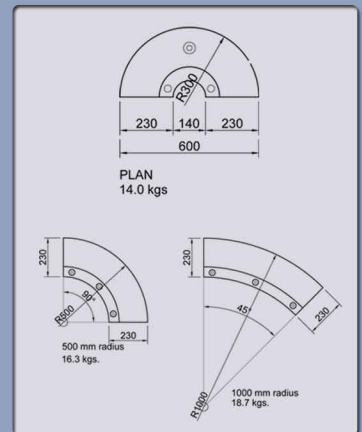 R300
230 140 230
600
PLAN
14.0 kgs
230
90°
R500
230
500 mm radius
16.3 kgs.
230
45°
230
R1000
1000 mm radius
18.7 kgs.